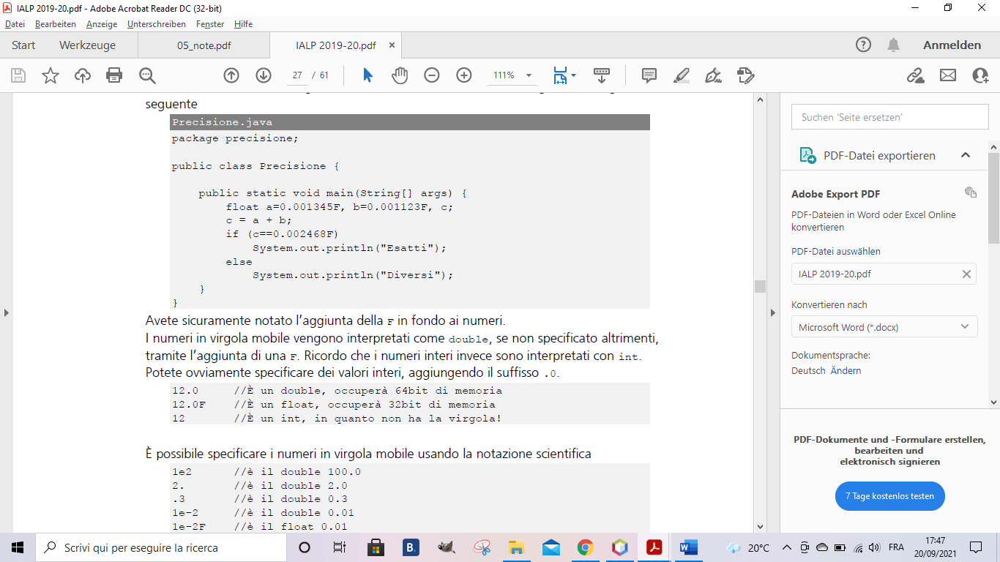 IALP 2019-20.pdf - Adobe Acrobat Reader DC (32-bit)
Datei Bearbeiten Anzeige Unterschreiben Fenster Hilfe
Start Werkzeuge 05_note.pdf IALP 2019-20.pdf × Anmelden
27 / 61 111%
seguente
Precisione.java
package precisione;
public class Precisione {
public static void main(String[] args) {
float a=0.001345F, b=0.001123F, c;
c = a + b;
if (c==0.002468F)
System.out.println("Esatti");
else
System.out.println("Diversi");
}
}
Avete sicuramente notato l'aggiunta della F in fondo ai numeri.
I numeri in virgola mobile vengono interpretati come double, se non specificato altrimenti,
tramite l'aggiunta di una F. Ricordo che i numeri interi invece sono interpretati con int.
Potete ovviamente specificare dei valori interi, aggiungendo il suffisso .0.
12.0 //È un double, occuperà 64bit di memoria
12.0F //È un float, occuperà 32bit di memoria
12 //È un int, in quanto non ha la virgola!
È possibile specificare i numeri in virgola mobile usando la notazione scientifica
1e2 //è il double 100.0
2. //è il double 2.0
.3 //è il double 0.3
1e-2 //è il double 0.01
1e-2F //è il float 0.01
Suchen 'Seite ersetzen'
PDF-Datei exportieren
Adobe Export PDF
PDF-Dateien in Word oder Excel Online
konvertieren
PDF-Datei auswählen
IALP 2019-20.pdf
Konvertieren nach
Microsoft Word (*.docx)
Dokumentsprache:
Deutsch Ändern
PDF-Dokumente und -Formulare erstellen,
bearbeiten und
elektronisch signieren
7 Tage kostenlos testen
Scrivi qui per eseguire la ricerca
B.
W
20°C
FRA
17:47
20/09/2021